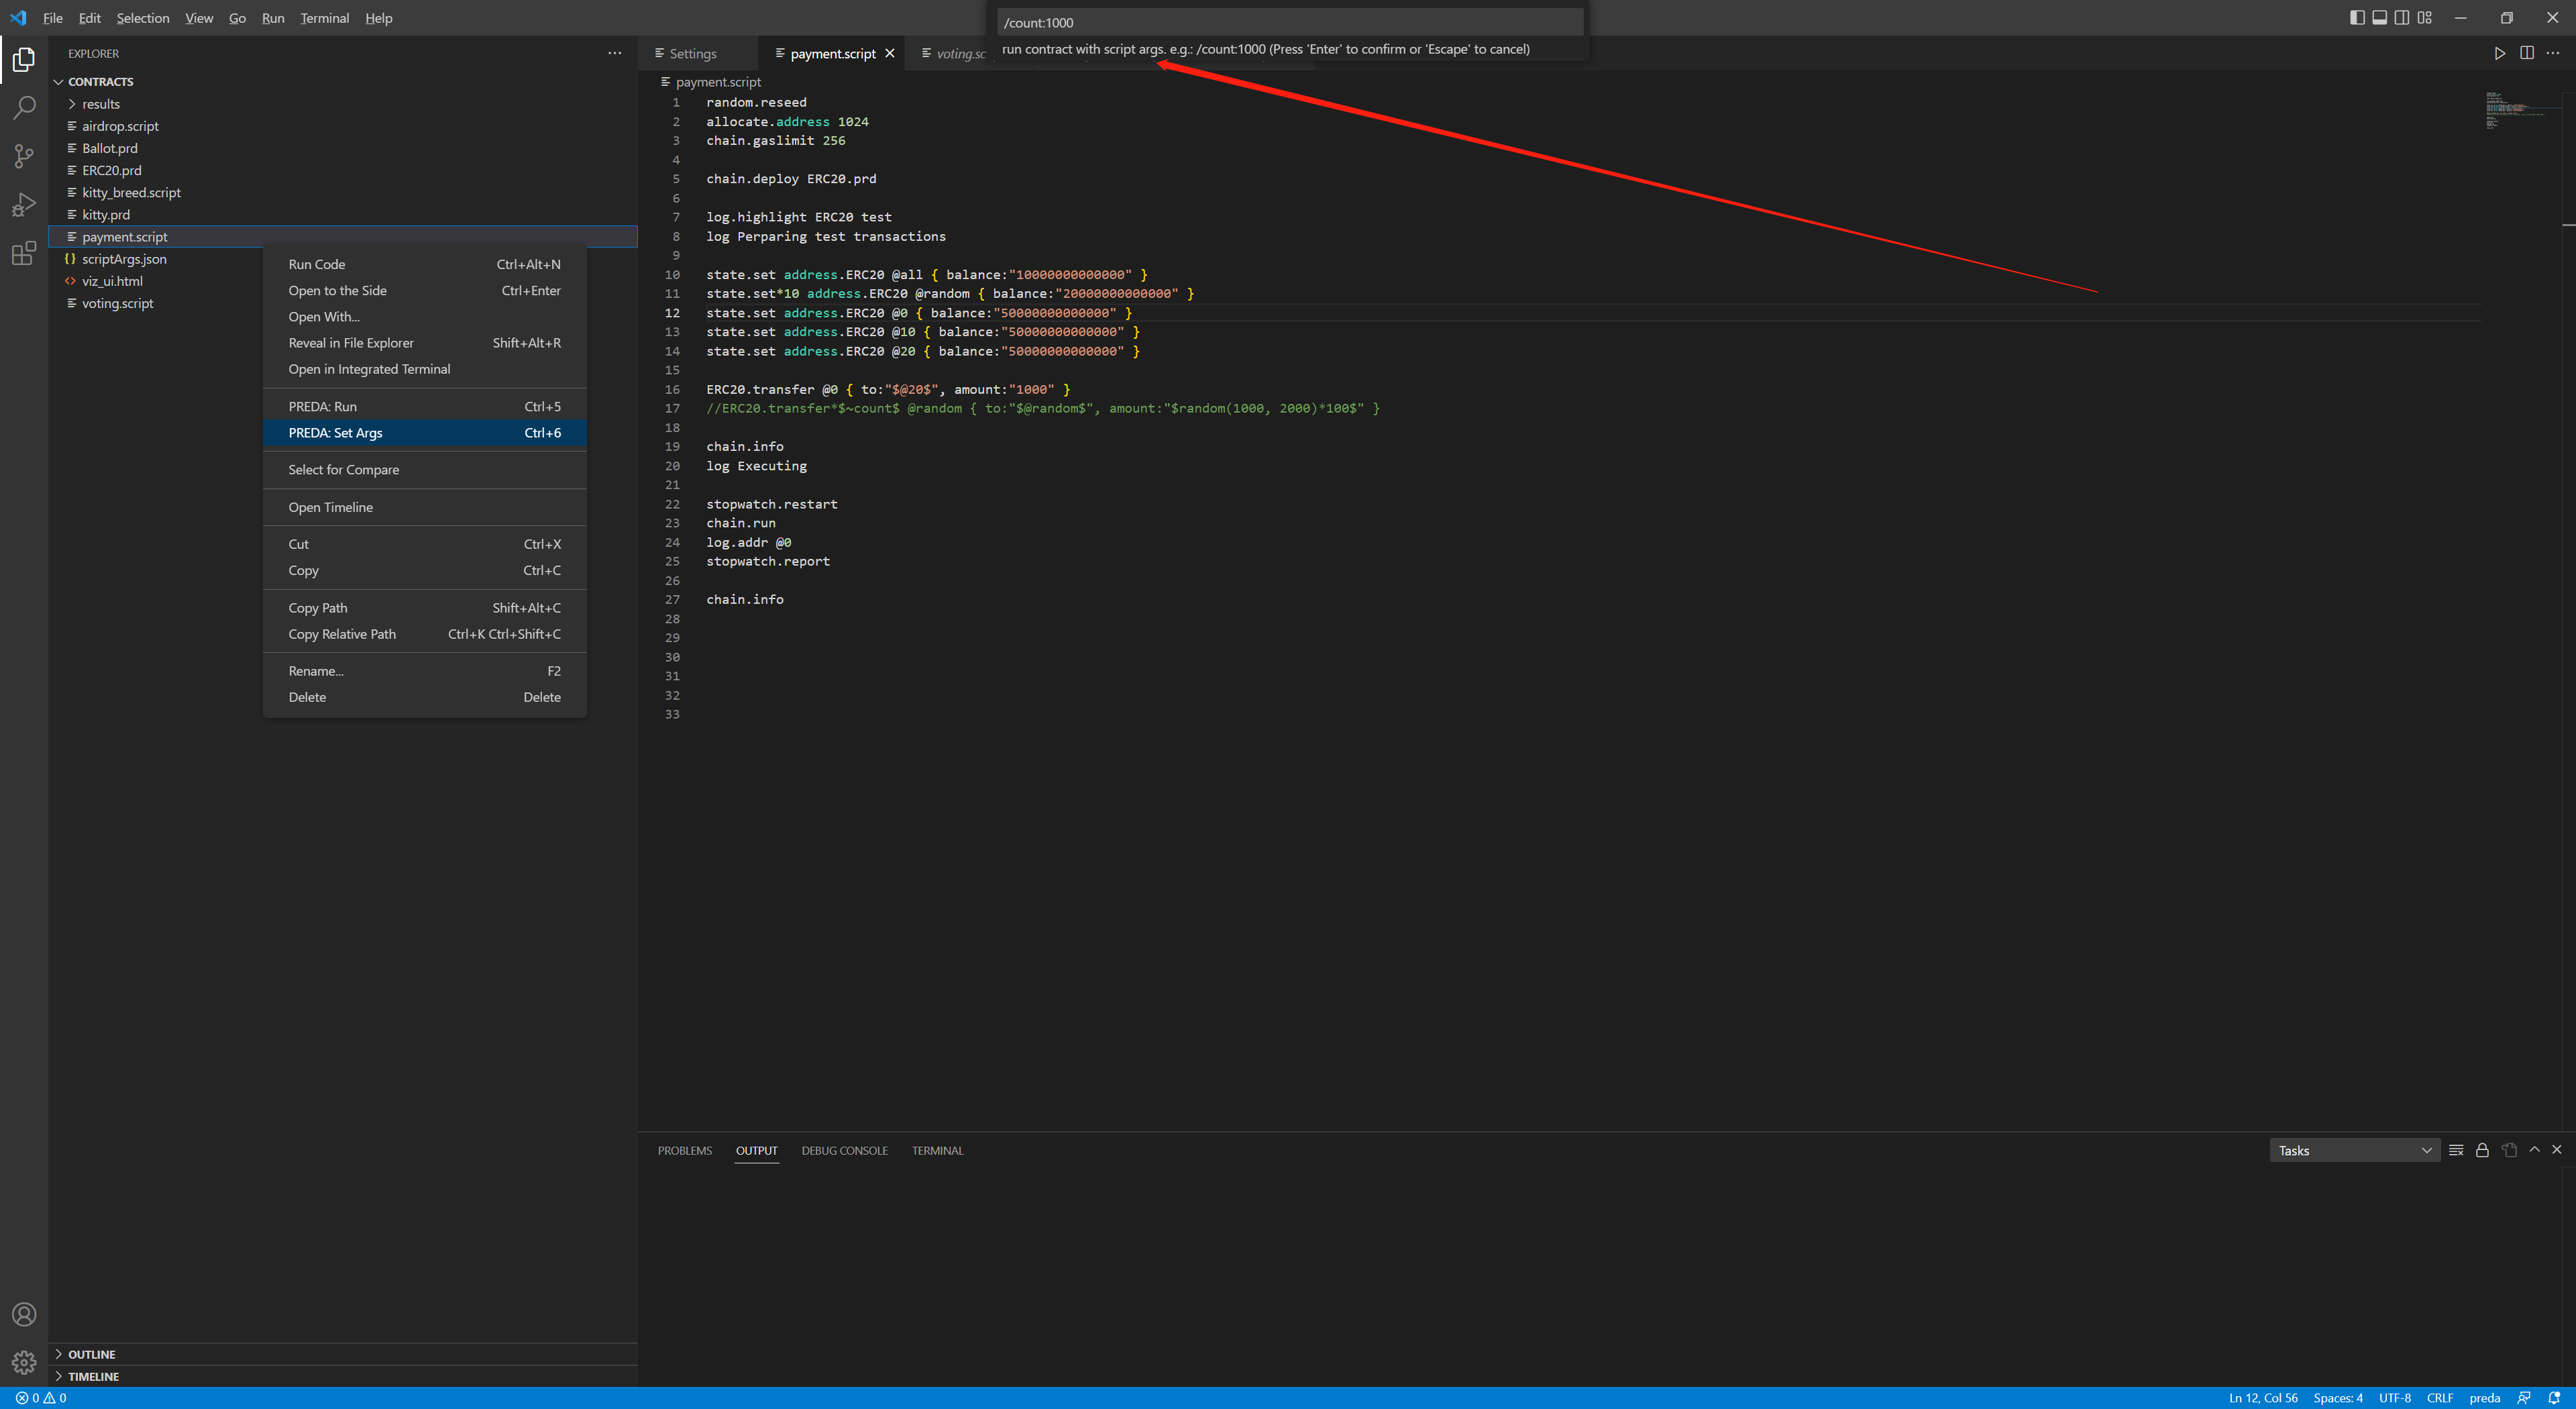 File Edit Selection View Go Run Terminal Help
/count:1000
run contract with script args. e.g.: /count:1000 (Press 'Enter' to confirm or 'Escape' to cancel)
EXPLORER
CONTRACTS
results
airdrop.script
Ballot.prd
ERC20.prd
kitty_breed.script
kitty.prd
payment.script
scriptArgs.json
viz_ui.html
voting.script
Run Code Ctrl+Alt+N
Open to the Side Ctrl+Enter
Open With...
Reveal in File Explorer Shift+Alt+R
Open in Integrated Terminal
PREDA: Run Ctrl+5
PREDA: Set Args Ctrl+6
Select for Compare
Open Timeline
Cut Ctrl+X
Copy Ctrl+C
Copy Path Shift+Alt+C
Copy Relative Path Ctrl+K Ctrl+Shift+C
Rename... F2
Delete Delete
OUTLINE
TIMELINE
Settings payment.script voting.sc
payment.script
1 random.reseed
2 allocate.address 1024
3 chain.gaslimit 256
4
5 chain.deploy ERC20.prd
6
7 log.highlight ERC20 test
8 log Perparing test transactions
9
10 state.set address.ERC20 @all { balance:"10000000000000" }
11 state.set*10 address.ERC20 @random { balance:"20000000000000" }
12 state.set address.ERC20 @0 { balance:"50000000000000" }
13 state.set address.ERC20 @10 { balance:"50000000000000" }
14 state.set address.ERC20 @20 { balance:"50000000000000" }
15
16 ERC20.transfer @0 { to:"$@20$", amount:"1000" }
17 //ERC20.transfer*$~count$ @random { to:"$@random$", amount:"$random(1000, 2000)*100$" }
18
19 chain.info
20 log Executing
21
22 stopwatch.restart
23 chain.run
24 log.addr @0
25 stopwatch.report
26
27 chain.info
28
29
30
31
32
33
PROBLEMS OUTPUT DEBUG CONSOLE TERMINAL
Tasks
0 0
Ln 12, Col 56 Spaces: 4 UTF-8 CRLF preda